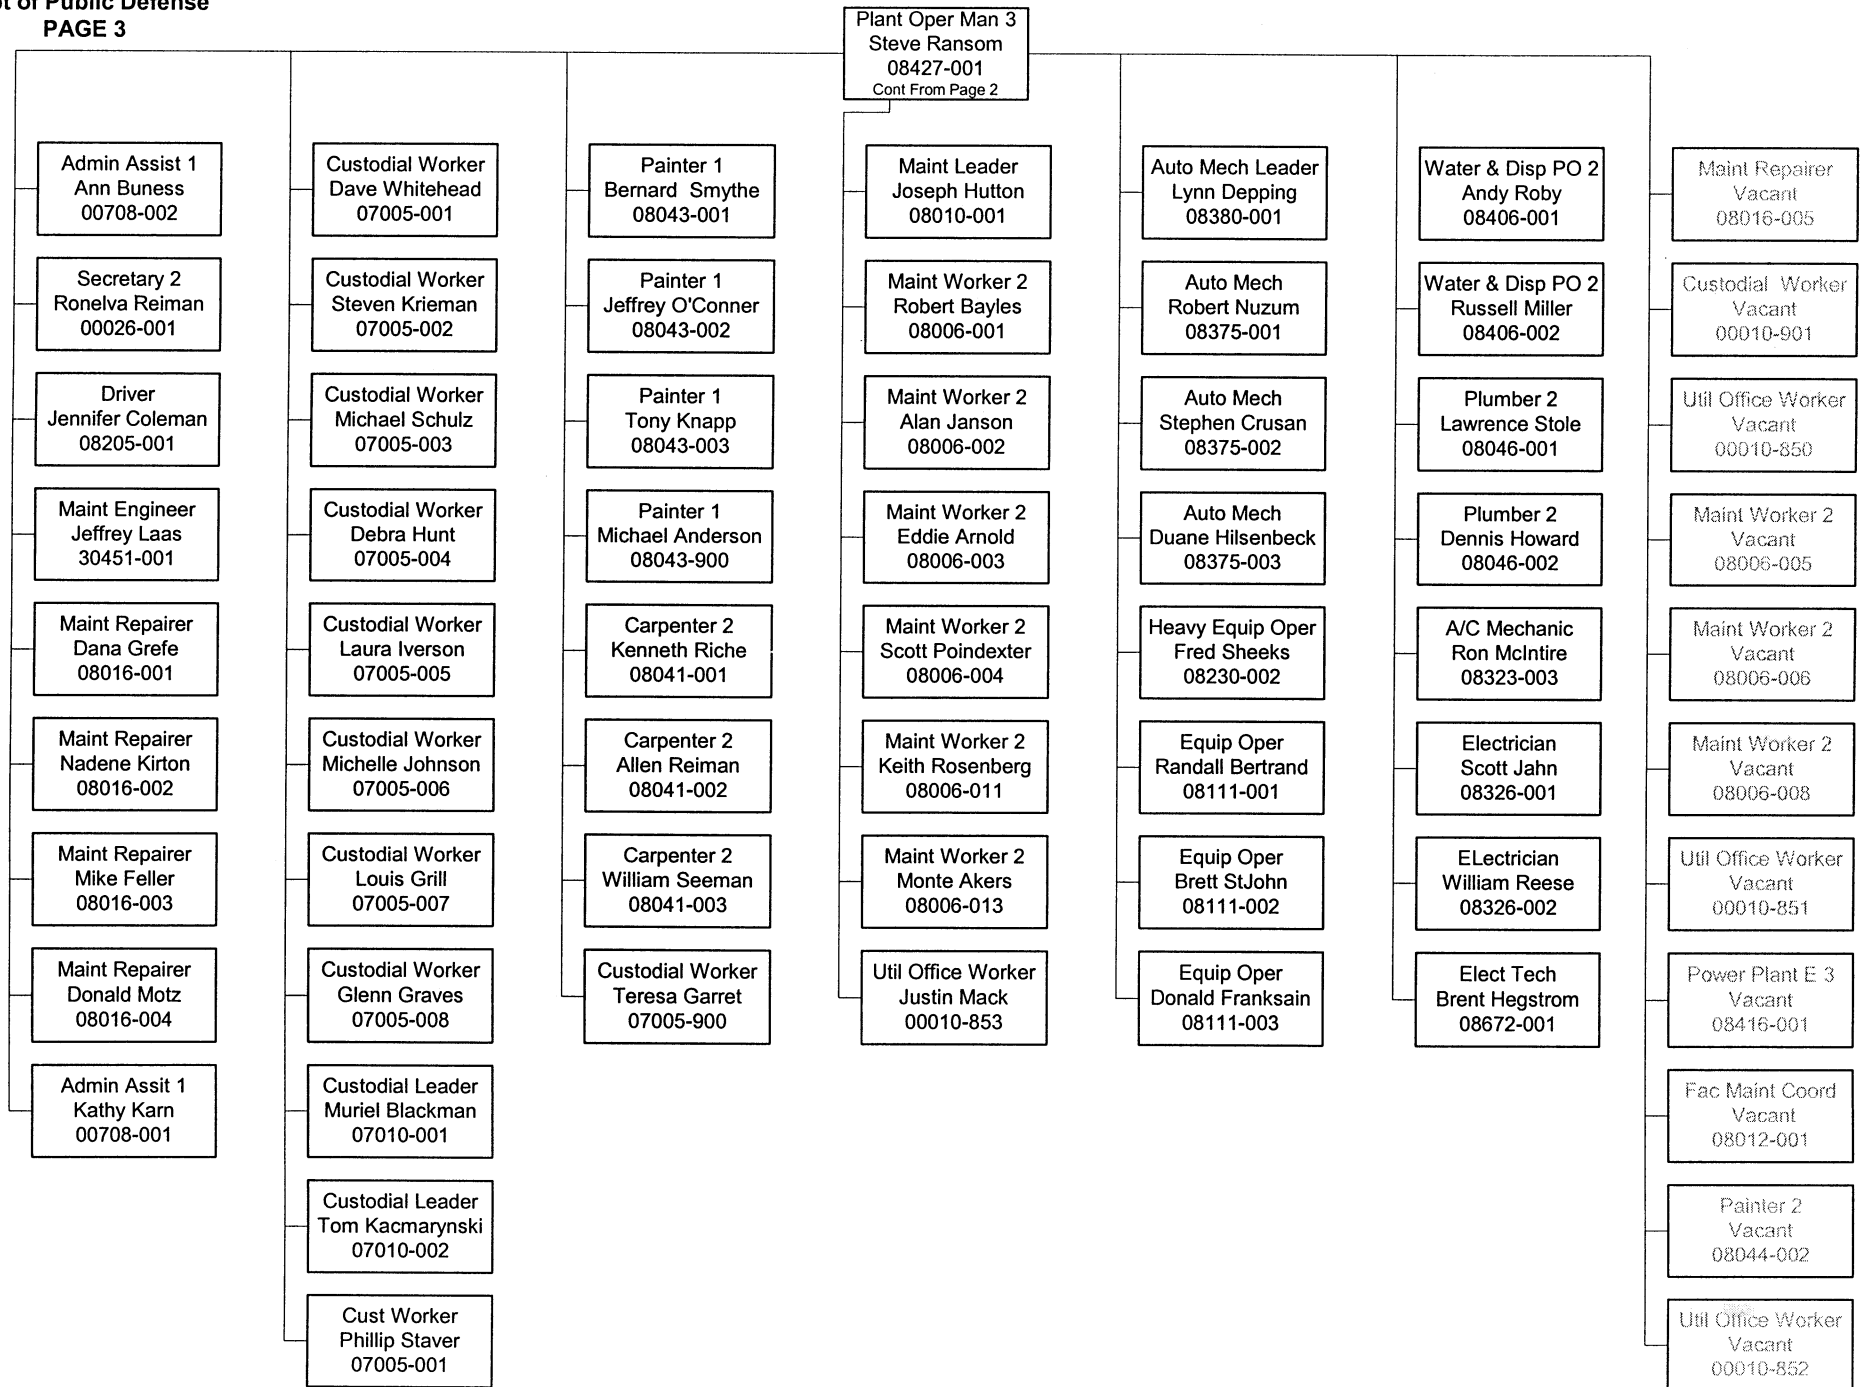 of Public Defense
PAGE 3
Plant Oper Man 3
Steve Ransom
08427-001
Cont From Page 2
Admin Assist 1
Ann Buness
00708-002
Secretary 2
Ronelva Reiman
00026-001
Driver
Jennifer Coleman
08205-001
Maint Engineer
Jeffrey Laas
30451-001
Maint Repairer
Dana Grefe
08016-001
Maint Repairer
Nadene Kirton
08016-002
Maint Repairer
Mike Feller
08016-003
Maint Repairer
Donald Motz
08016-004
Admin Assit 1
Kathy Karn
00708-001
Custodial Worker
Dave Whitehead
07005-001
Custodial Worker
Steven Krieman
07005-002
Custodial Worker
Michael Schulz
07005-003
Custodial Worker
Debra Hunt
07005-004
Custodial Worker
Laura Iverson
07005-005
Custodial Worker
Michelle Johnson
07005-006
Custodial Worker
Louis Grill
07005-007
Custodial Worker
Glenn Graves
07005-008
Custodial Leader
Muriel Blackman
07010-001
Custodial Leader
Tom Kacmarynski
07010-002
Cust Worker
Phillip Staver
07005-001
Painter 1
Bernard Smythe
08043-001
Painter 1
Jeffrey O'Conner
08043-002
Painter 1
Tony Knapp
08043-003
Painter 1
Michael Anderson
08043-900
Carpenter 2
Kenneth Riche
08041-001
Carpenter 2
Allen Reiman
08041-002
Carpenter 2
William Seeman
08041-003
Custodial Worker
Teresa Garret
07005-900
Maint Leader
Joseph Hutton
08010-001
Maint Worker 2
Robert Bayles
08006-001
Maint Worker 2
Alan Janson
08006-002
Maint Worker 2
Eddie Arnold
08006-003
Maint Worker 2
Scott Poindexter
08006-004
Maint Worker 2
Keith Rosenberg
08006-011
Maint Worker 2
Monte Akers
08006-013
Util Office Worker
Justin Mack
00010-853
Auto Mech Leader
Lynn Depping
08380-001
Auto Mech
Robert Nuzum
08375-001
Auto Mech
Stephen Crusan
08375-002
Auto Mech
Duane Hilsenbeck
08375-003
Heavy Equip Oper
Fred Sheeks
08230-002
Equip Oper
Randall Bertrand
08111-001
Equip Oper
Brett StJohn
08111-002
Equip Oper
Donald Franksain
08111-003
Water & Disp PO 2
Andy Roby
08406-001
Water & Disp PO 2
Russell Miller
08406-002
Plumber 2
Lawrence Stole
08046-001
Plumber 2
Dennis Howard
08046-002
A/C Mechanic
Ron McIntire
08323-003
Electrician
Scott Jahn
08326-001
ELectrician
William Reese
08326-002
Elect Tech
Brent Hegstrom
08672-001
Maint Repairer
Vacant
08016-005
Custodial Worker
Vacant
00010-901
Util Office Worker
Vacant
00010-850
Maint Worker 2
Vacant
08006-005
Maint Worker 2
Vacant
08006-006
Maint Worker 2
Vacant
08006-008
Util Office Worker
Vacant
00010-851
Power Plant E 3
Vacant
08416-001
Fac Maint Coord
Vacant
08012-001
Painter 2
Vacant
08044-002
Util Office Worker
Vacant
00010-852